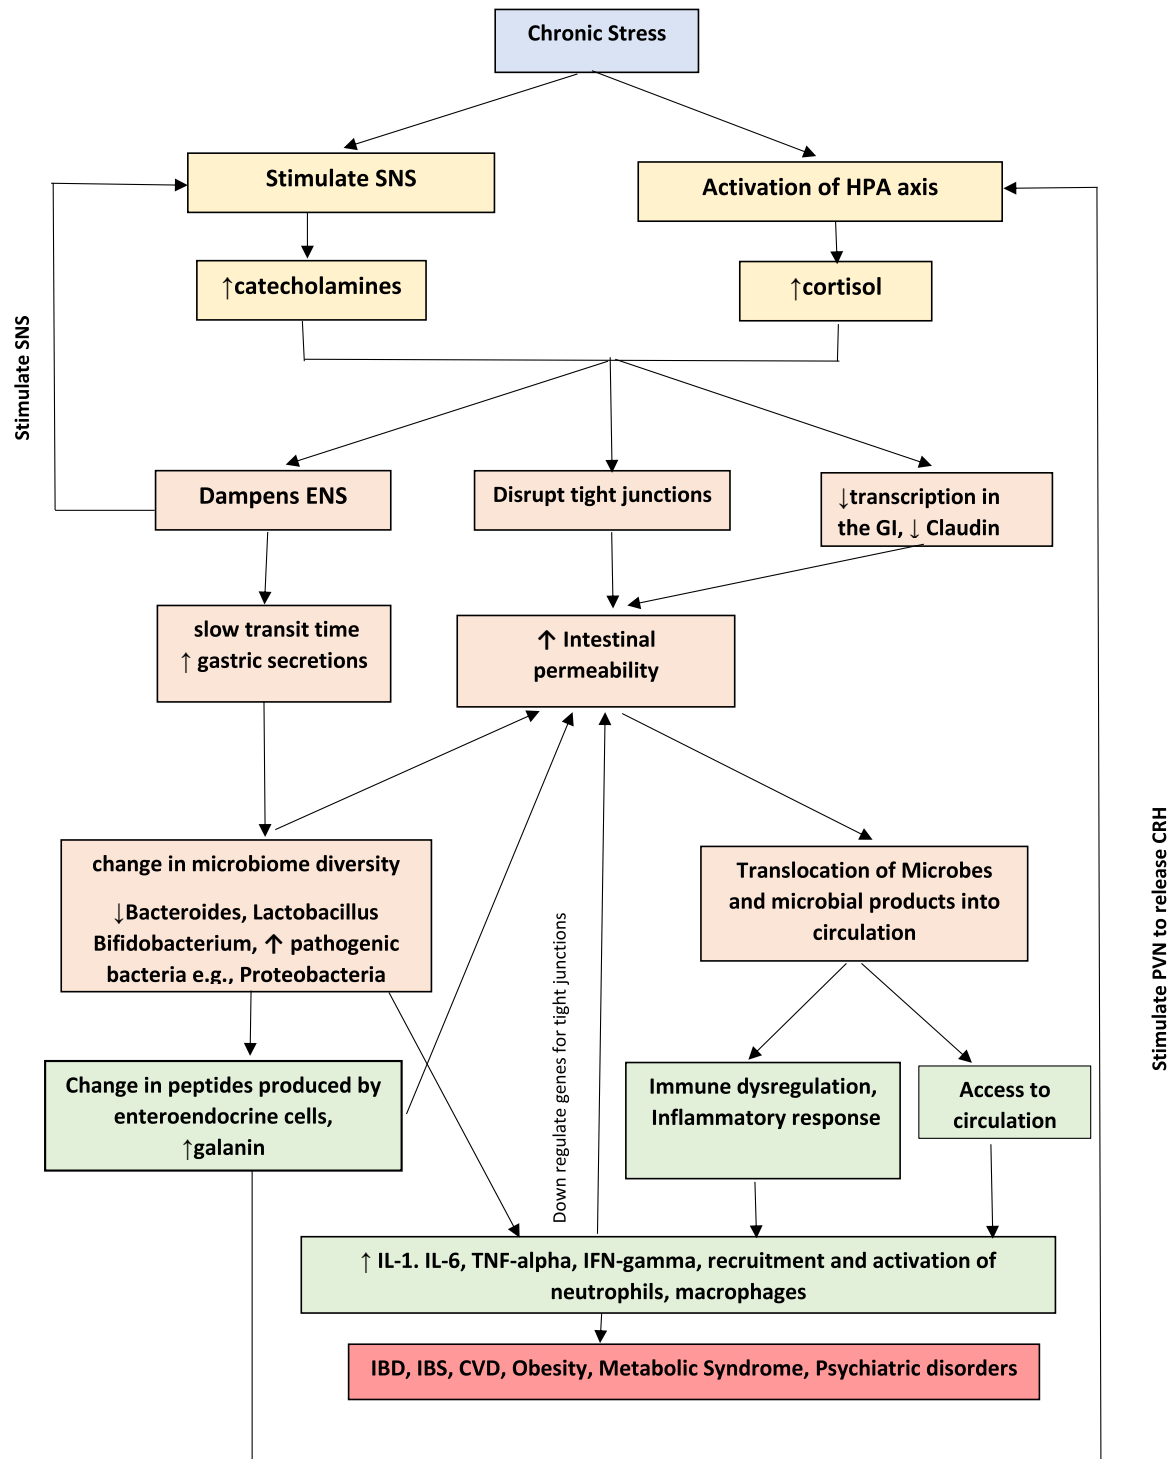 Chronic Stress
Stimulate SNS
Activation of HPA axis
↑catecholamines
↑cortisol
Stimulate SNS
Dampens ENS
Disrupt tight junctions
↓transcription in
the GI, ↓ Claudin
slow transit time
↑ gastric secretions
↑ Intestinal
permeability
change in microbiome diversity
↓Bacteroides, Lactobacillus
Bifidobacterium, ↑ pathogenic
bacteria e.g., Proteobacteria
Translocation of Microbes
and microbial products into
circulation
Stimulate PVN to release CRH
Down regulate genes for tight junctions
Change in peptides produced by
enteroendocrine cells,
↑galanin
Immune dysregulation,
Inflammatory response
Access to
circulation
↑ IL-1. IL-6, TNF-alpha, IFN-gamma, recruitment and activation of
neutrophils, macrophages
IBD, IBS, CVD, Obesity, Metabolic Syndrome, Psychiatric disorders